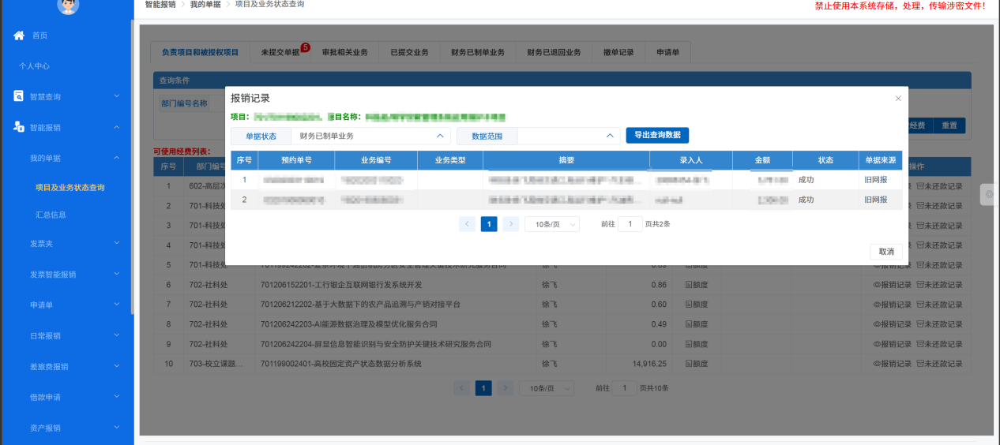 智能报销 > 我的单据 > 项目及业务状态查询
禁止使用本系统存储，处理，传输涉密文件！
首页
个人中心
智慧查询
智能报销
我的单据
项目及业务状态查询
汇总信息
发票夹
发票智能报销
申请单
日常报销
差旅费报销
借款申请
资产报销
负责项目和被授权项目 未提交单据 5 审批相关业务 已提交业务 财务已制单业务 财务已退回业务 撤单记录 申请单
查询条件
部门编号名称
经费 重置
可使用经费列表：
序号 部门编号 操作
报销记录 ×
项目： 项目名称：
单据状态 财务已制单业务 数据范围 导出查询数据
序号 预约单号 业务编号 业务类型 摘要 录入人 金额 状态 单据来源
1 成功 旧网报
2 成功 旧网报
< 1 > 10条/页 前往 1 页共2条
取消
1 602-高层次 未还款记录
2 701-科技处 未还款记录
3 701-科技处 未还款记录
4 701-科技处 未还款记录
5 701-科技处 徐飞 额度 报销记录 未还款记录
6 702-社科处 701206152201-工行银企互联网银行发系统开发 徐飞 0.86 额度 报销记录 未还款记录
7 702-社科处 701206212202-基于大数据下的农产品追溯与产销对接平台 徐飞 0.60 额度 报销记录 未还款记录
8 702-社科处 701206242203-AI能源数据治理及模型优化服务合同 徐飞 0.49 额度 报销记录 未还款记录
9 702-社科处 701206242204-屏显信息智能识别与安全防护关键技术研究服务合同 徐飞 0.00 额度 报销记录 未还款记录
10 703-校立课题... 701199002401-高校固定资产状态数据分析系统 徐飞 14,916.25 额度 报销记录 未还款记录
< 1 > 10条/页 前往 1 页共10条